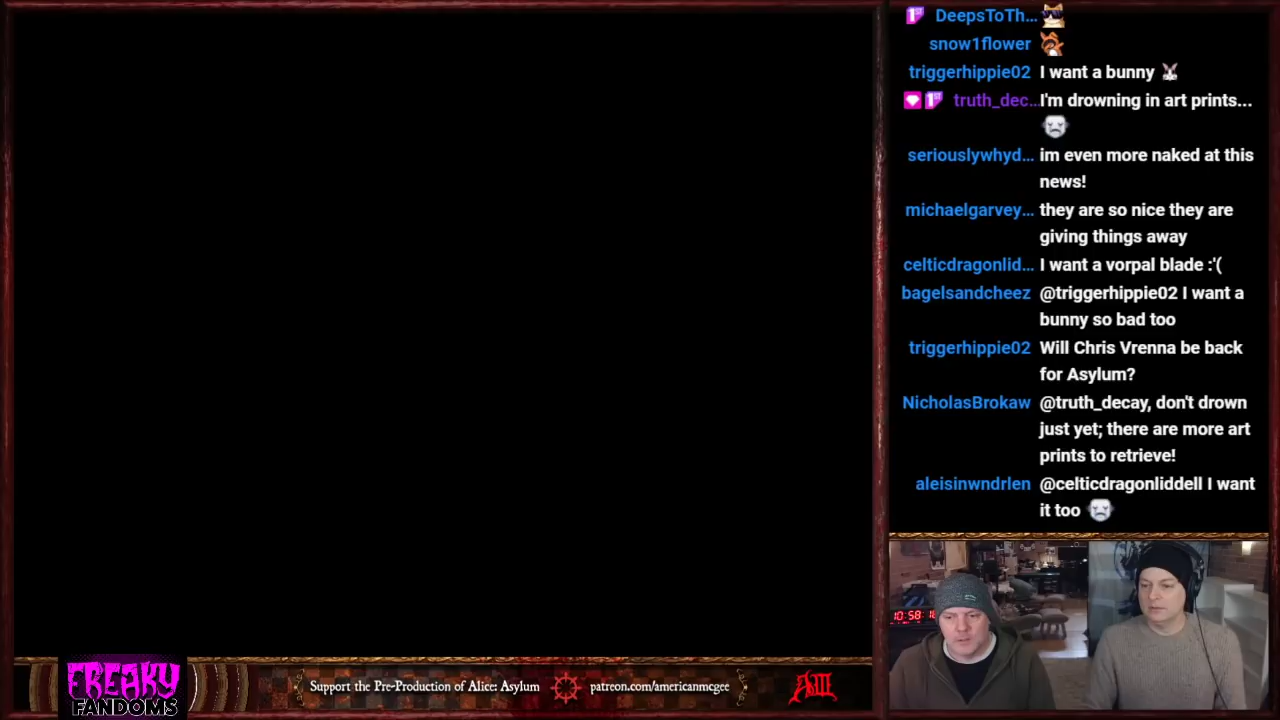 DeepsToTh...
snow1flower
triggerhippie02 I want a bunny
truth_dec... I'm drowning in art prints...
seriouslywhyd... im even more naked at this
news!
michaelgarvey... they are so nice they are
giving things away
celticdragonlid... I want a vorpal blade :'(
bagelsandcheez @triggerhippie02 I want a
bunny so bad too
triggerhippie02 Will Chris Vrenna be back
for Asylum?
NicholasBrokaw @truth_decay, don't drown
just yet; there are more art
prints to retrieve!
aleisinwndrlen @celticdragonliddell I want
it too
10:58 18
FREAKY
FANDOMS
Support the Pre-Production of Alice: Asylum patreon.com/americanmcgee